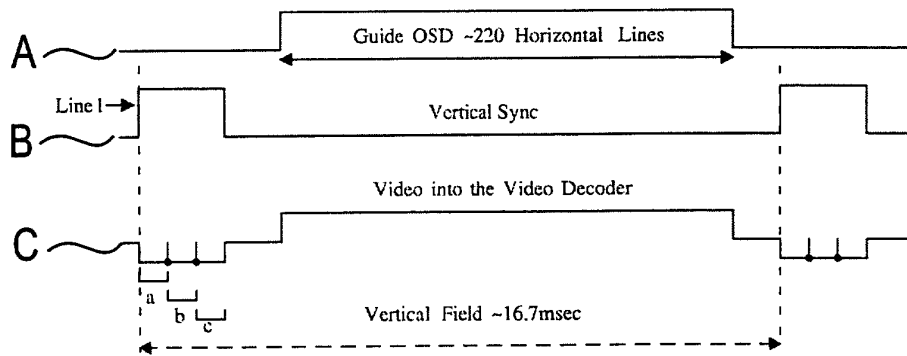 A
Guide OSD ~220 Horizontal Lines
Line 1
B
Vertical Sync
Video into the Video Decoder
C
a
b
c
Vertical Field ~16.7msec